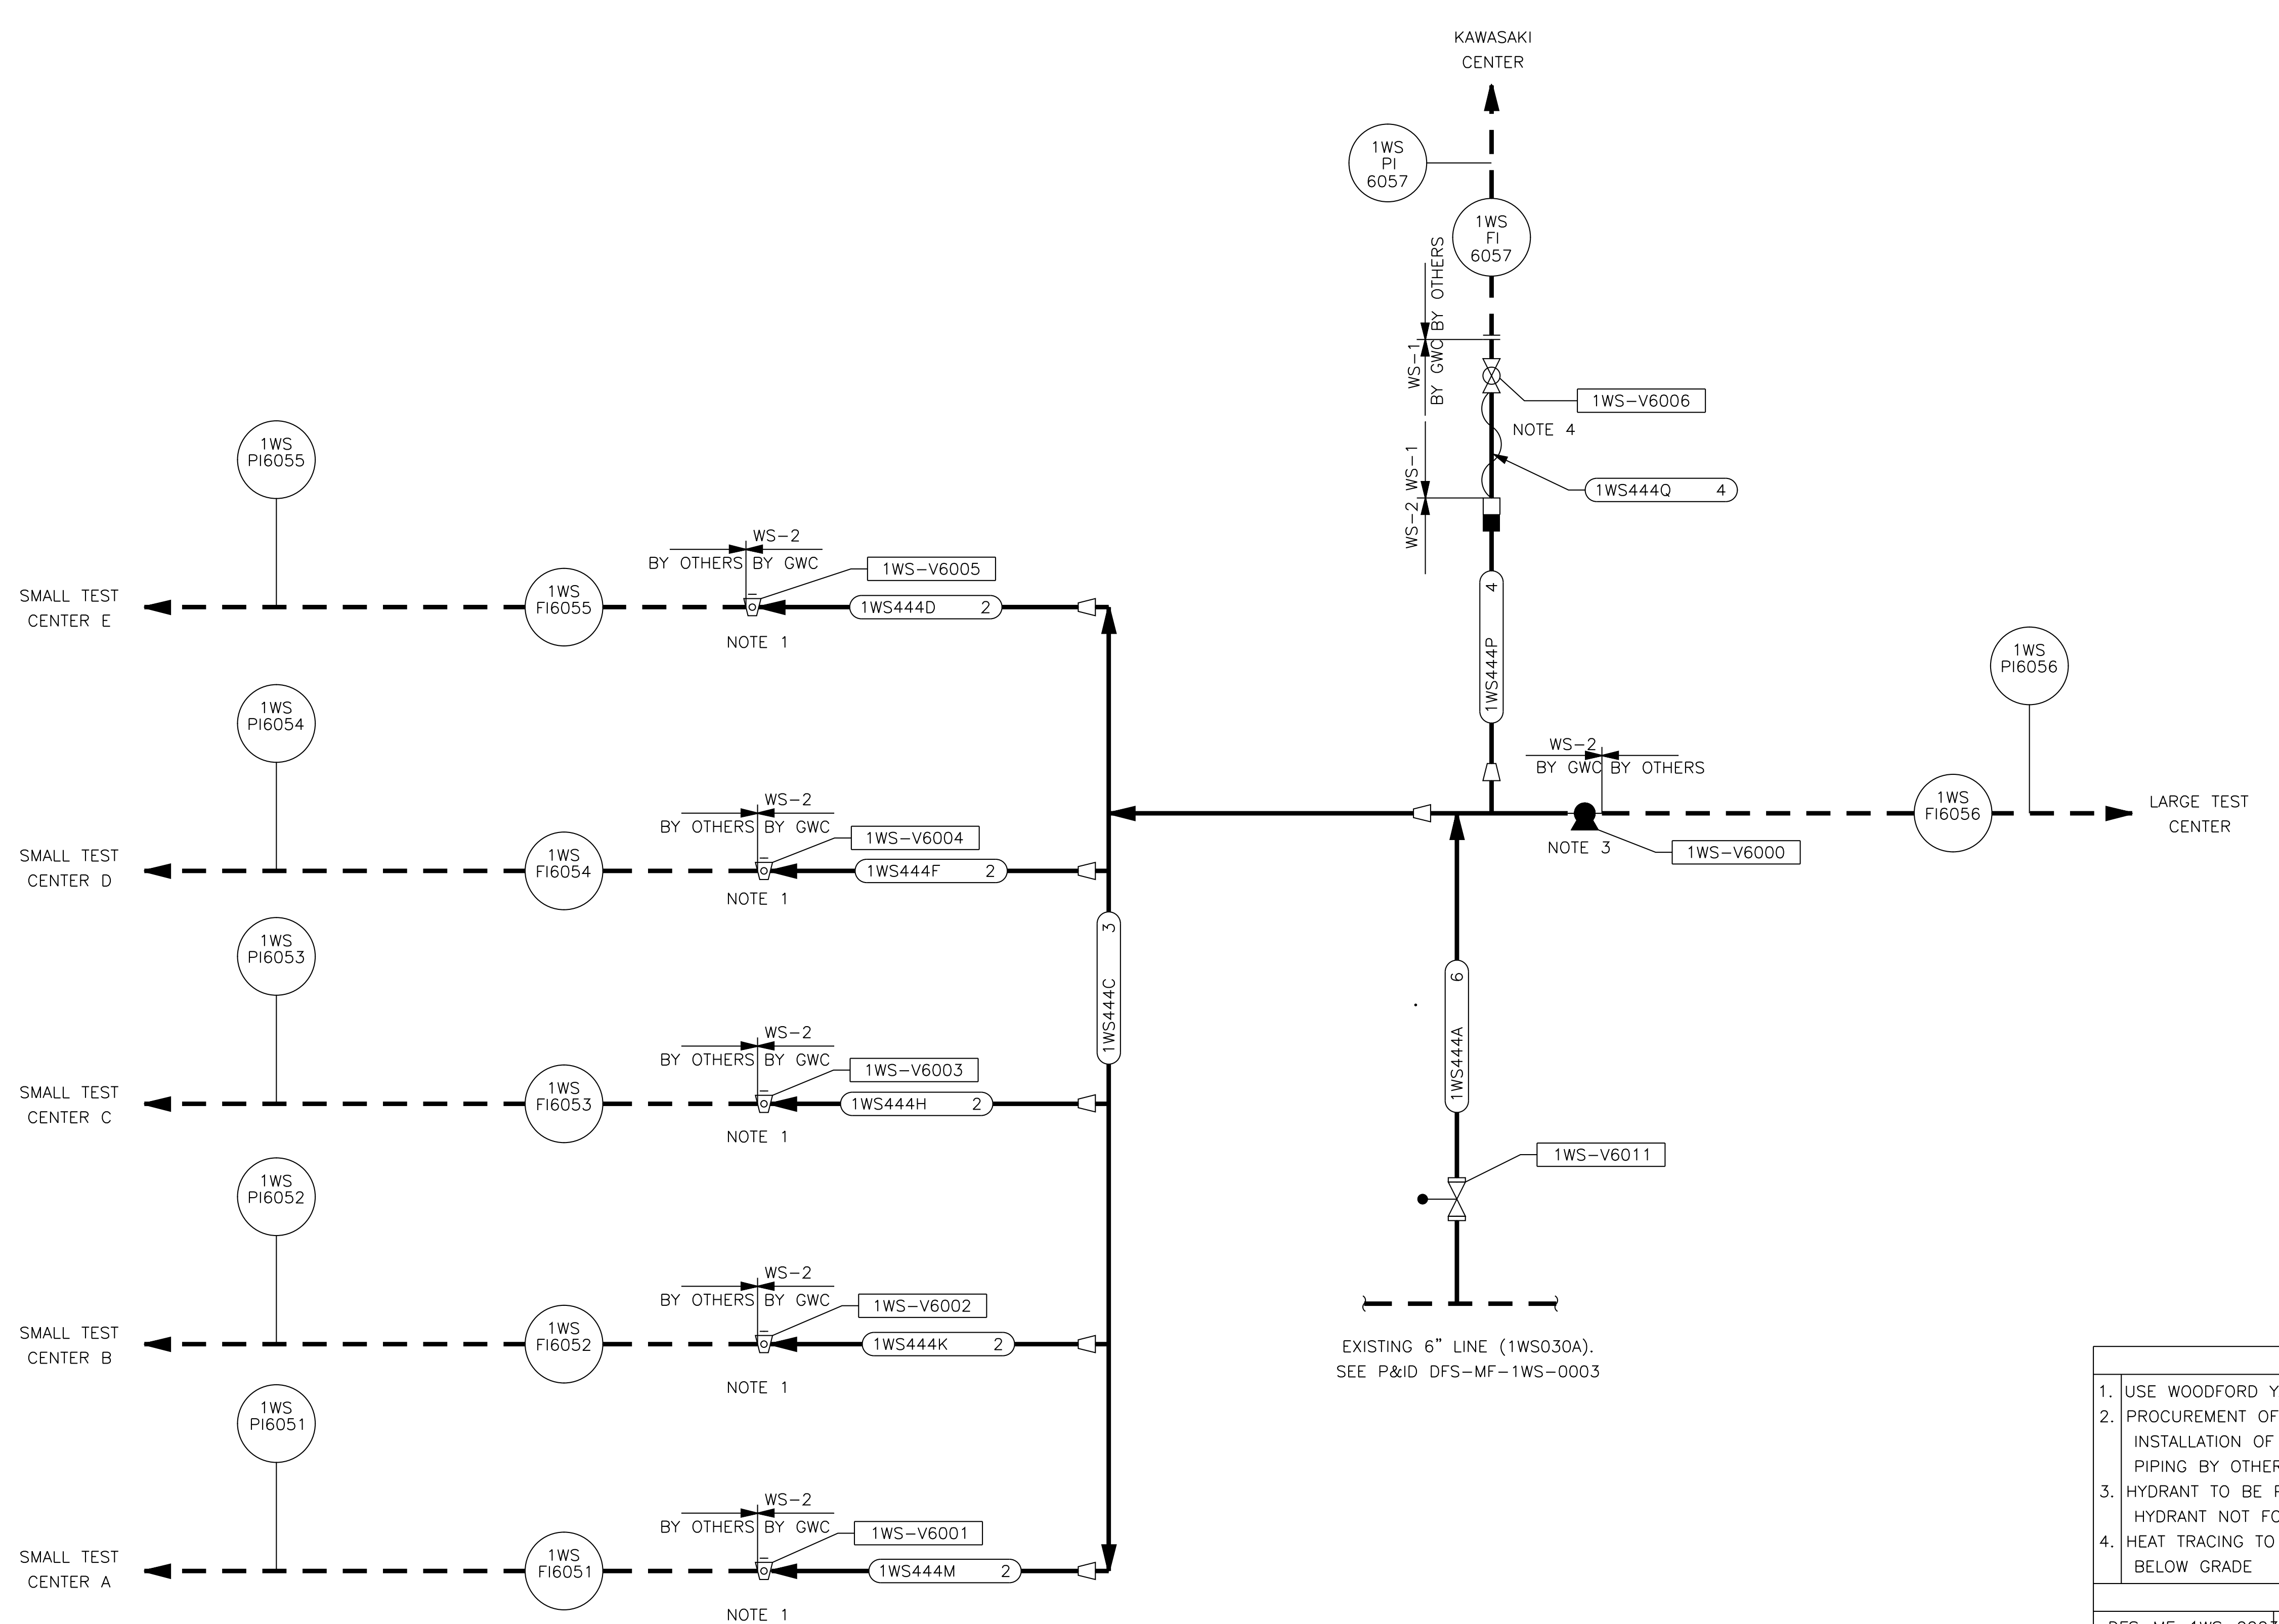 KAWASAKI
CENTER
1WS
PI
6057
1WS
FI
6057
BY OTHERS
WS-1
BY GWC
1WS-V6006
NOTE 4
WS-1
WS-2
1WS444Q 4
1WS444P 4
1WS
PI6055
WS-2
BY OTHERS BY GWC
1WS-V6005
SMALL TEST
CENTER E
1WS
FI6055
1WS444D 2
NOTE 1
1WS
PI6054
WS-2
BY OTHERS BY GWC
1WS-V6004
SMALL TEST
CENTER D
1WS
FI6054
1WS444F 2
NOTE 1
1WS
PI6056
WS-2
BY GWC BY OTHERS
1WS
FI6056
LARGE TEST
CENTER
NOTE 3
1WS-V6000
1WS444C 3
1WS444A 6
1WS
PI6053
WS-2
BY OTHERS BY GWC
1WS-V6003
SMALL TEST
CENTER C
1WS
FI6053
1WS444H 2
NOTE 1
1WS-V6011
1WS
PI6052
WS-2
BY OTHERS BY GWC
1WS-V6002
SMALL TEST
CENTER B
1WS
FI6052
1WS444K 2
NOTE 1
EXISTING 6" LINE (1WS030A).
SEE P&ID DFS-MF-1WS-0003
1WS
PI6051
WS-2
BY OTHERS BY GWC
1WS-V6001
SMALL TEST
CENTER A
1WS
FI6051
1WS444M 2
NOTE 1
1. USE WOODFORD Y
2. PROCUREMENT OF
INSTALLATION OF
PIPING BY OTHER
3. HYDRANT TO BE
HYDRANT NOT FO
4. HEAT TRACING TO
BELOW GRADE